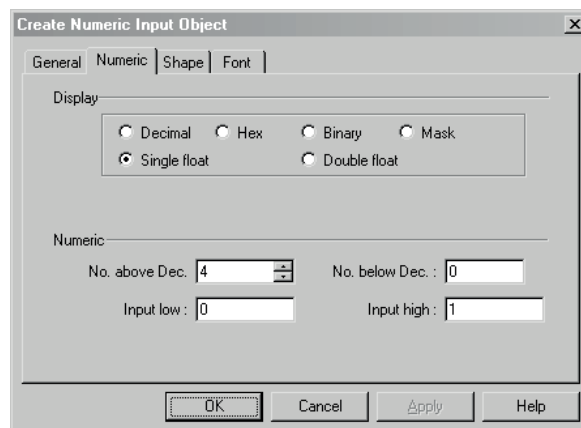 Create Numeric Input Object
General Numeric Shape Font
Display
Decimal Hex Binary Mask
Single float Double float
Numeric
No. above Dec. 4 No. below Dec. : 0
Input low : 0 Input high : 1
OK Cancel Apply Help